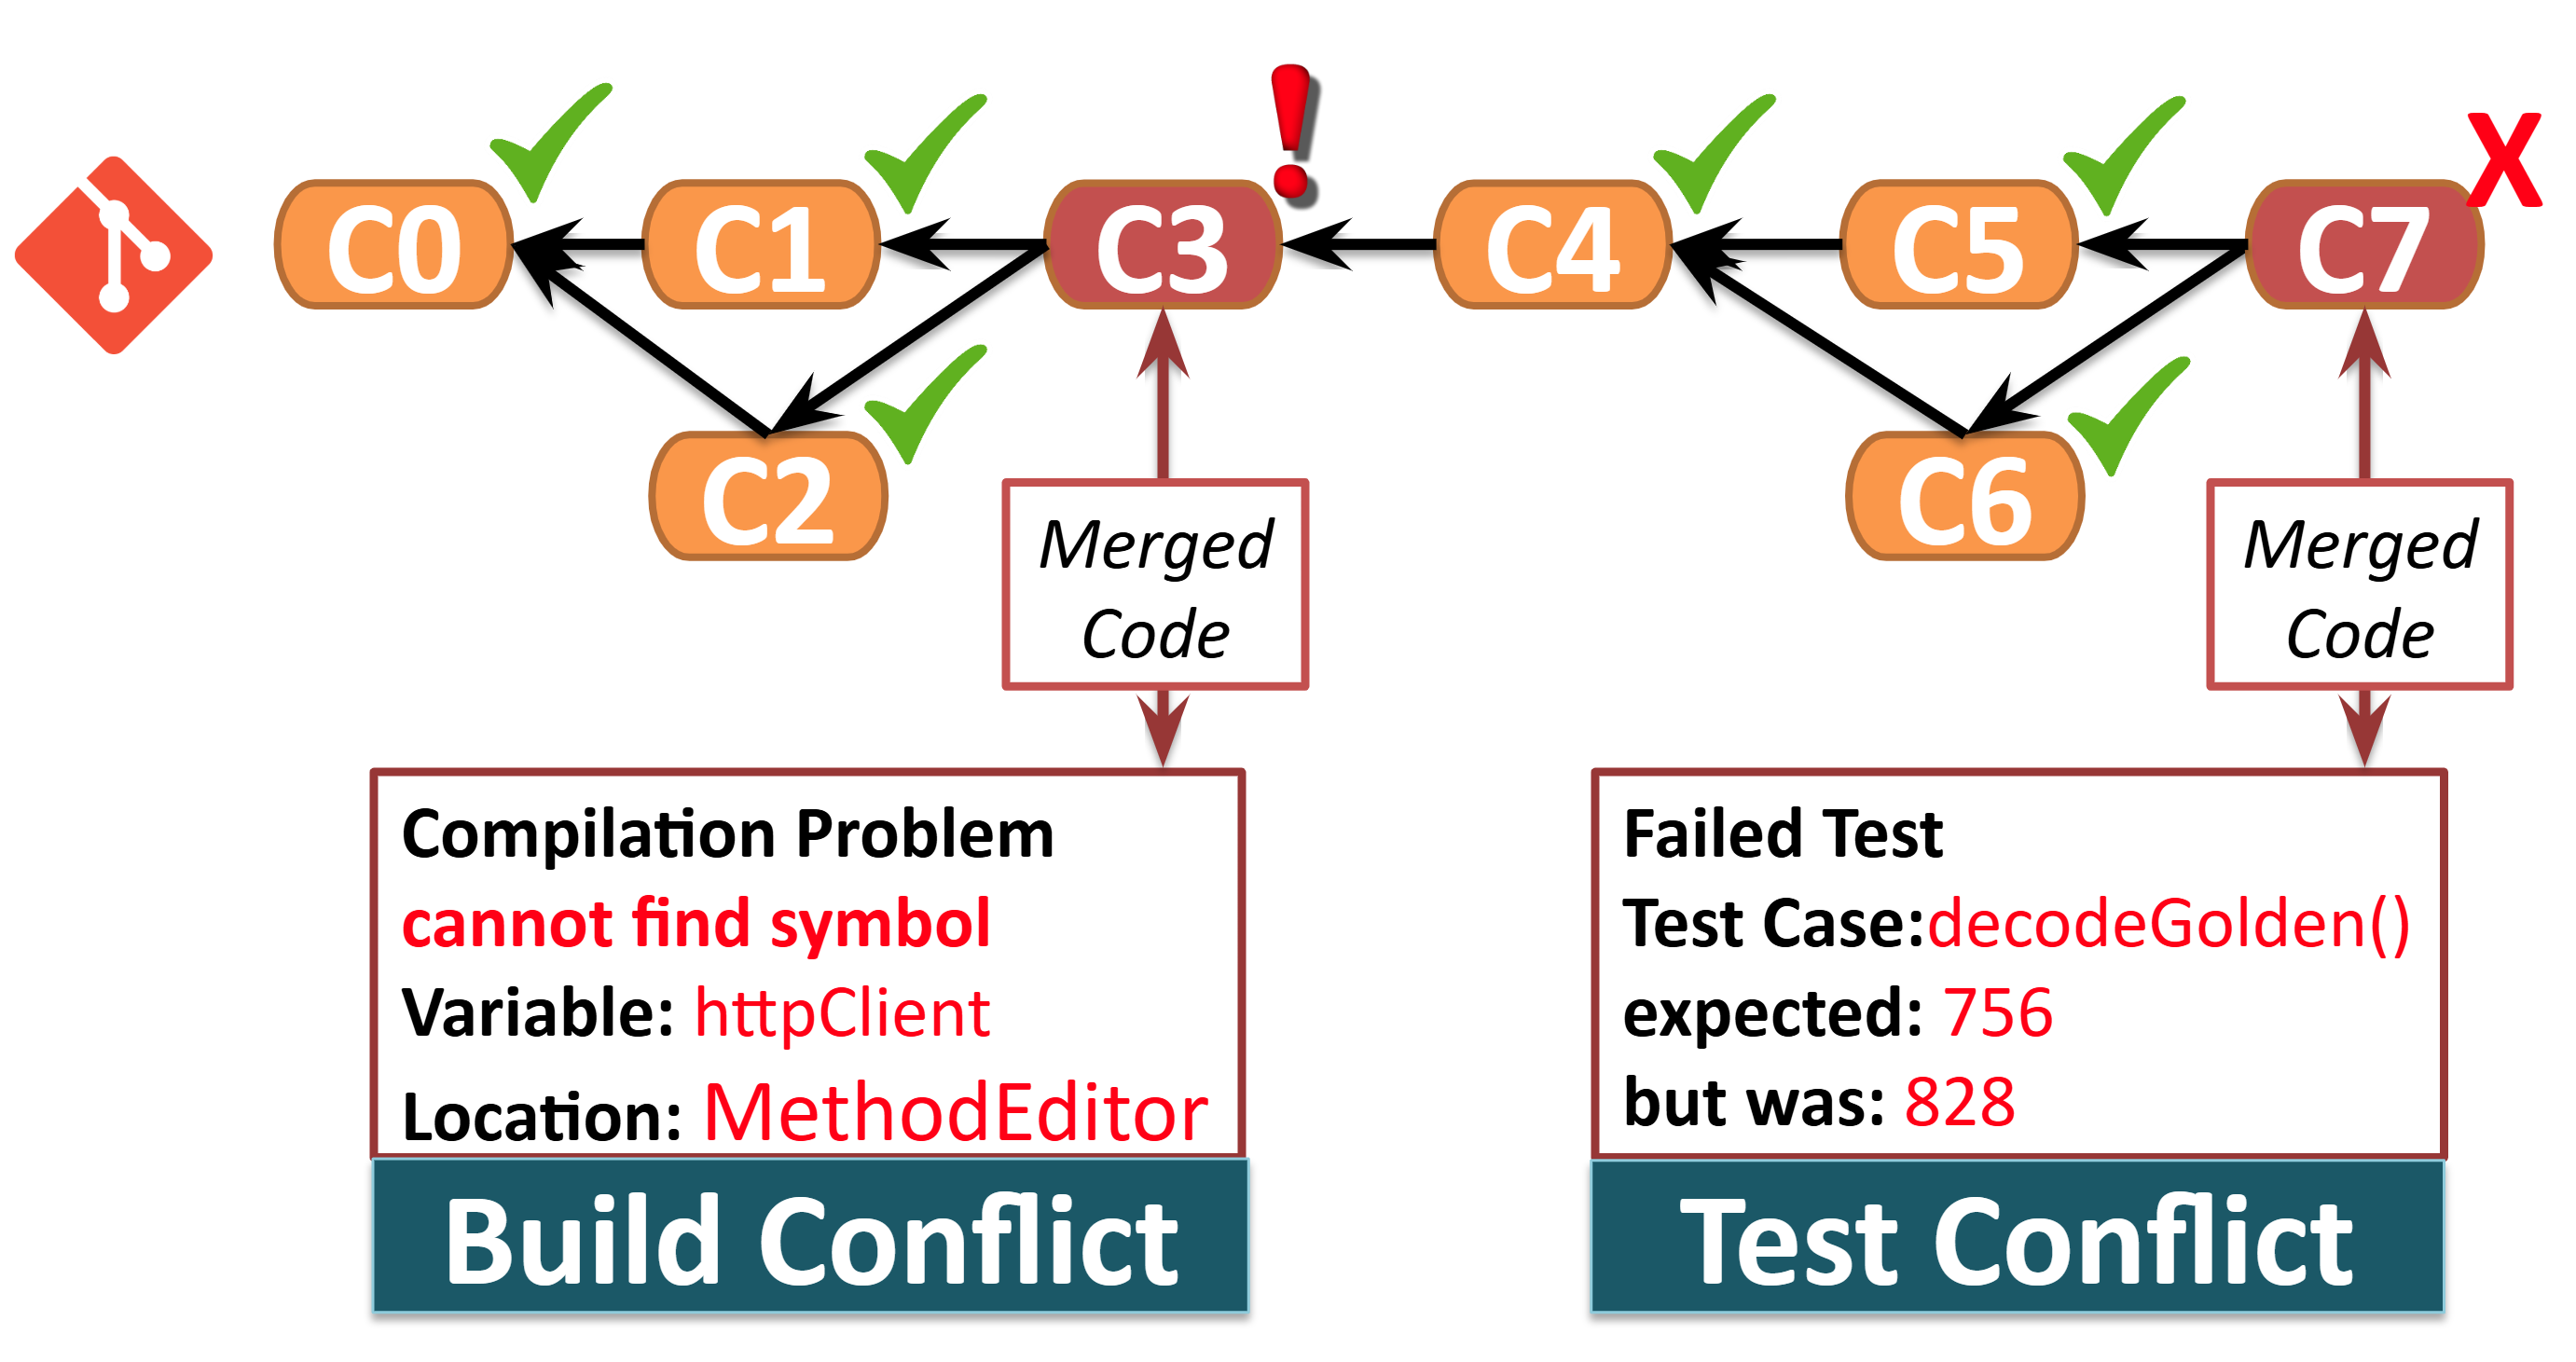 C0
C1
C3
!
C4
C5
C7
X
C2
C6
Merged
Code
Merged
Code
Compilation Problem
cannot find symbol
Variable: httpClient
Location: MethodEditor
Build Conflict
Failed Test
Test Case:decodeGolden()
expected: 756
but was: 828
Test Conflict